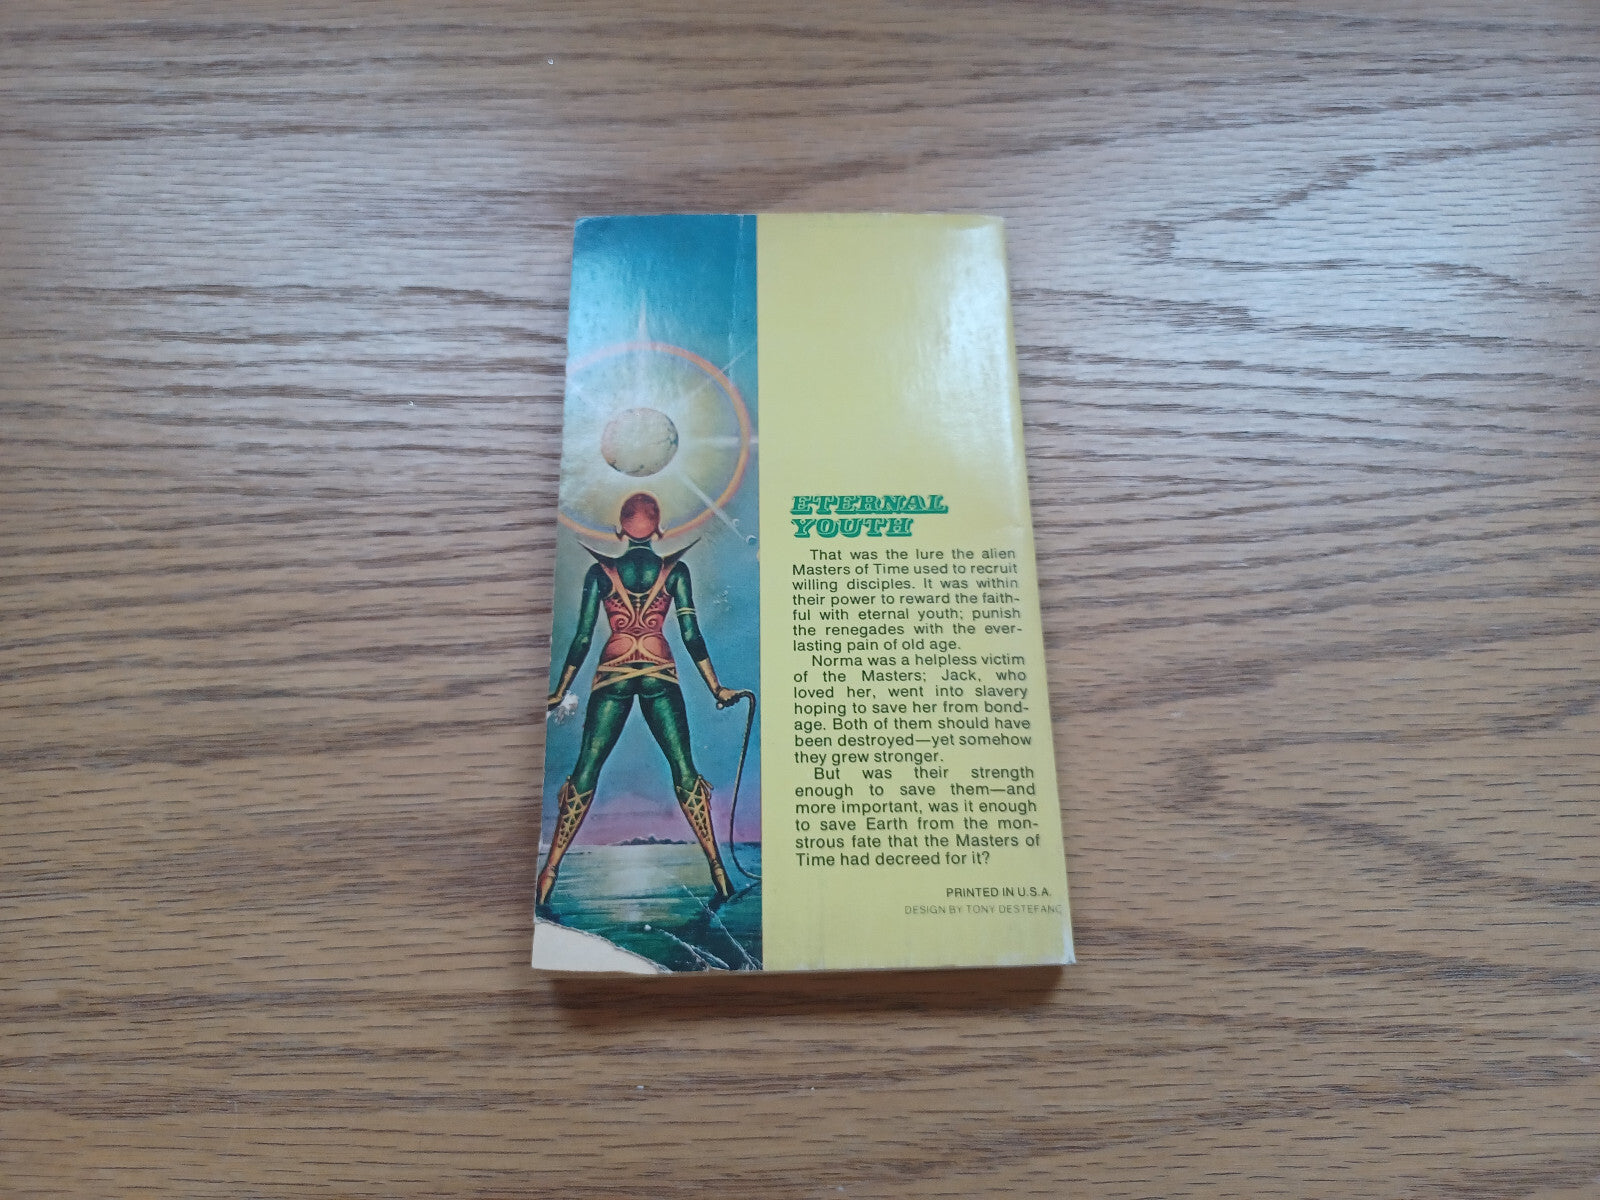 ETERNAL
YOUTH
That was the lure the alien
Masters of Time used to recruit
willing disciples. It was within
their power to reward the faith-
ful with eternal youth; punish
the renegades with the ever-
lasting pain of old age.
Norma was a helpless victim
of the Masters; Jack, who
loved her, went into slavery
hoping to save her from bond-
age. Both of them should have
been destroyed—yet somehow
they grew stronger.
But was their strength
enough to save them—and
more important, was it enough
to save Earth from the mon-
strous fate that the Masters of
Time had decreed for it?
PRINTED IN U.S.A.
DESIGN BY TONY DESTEFANO